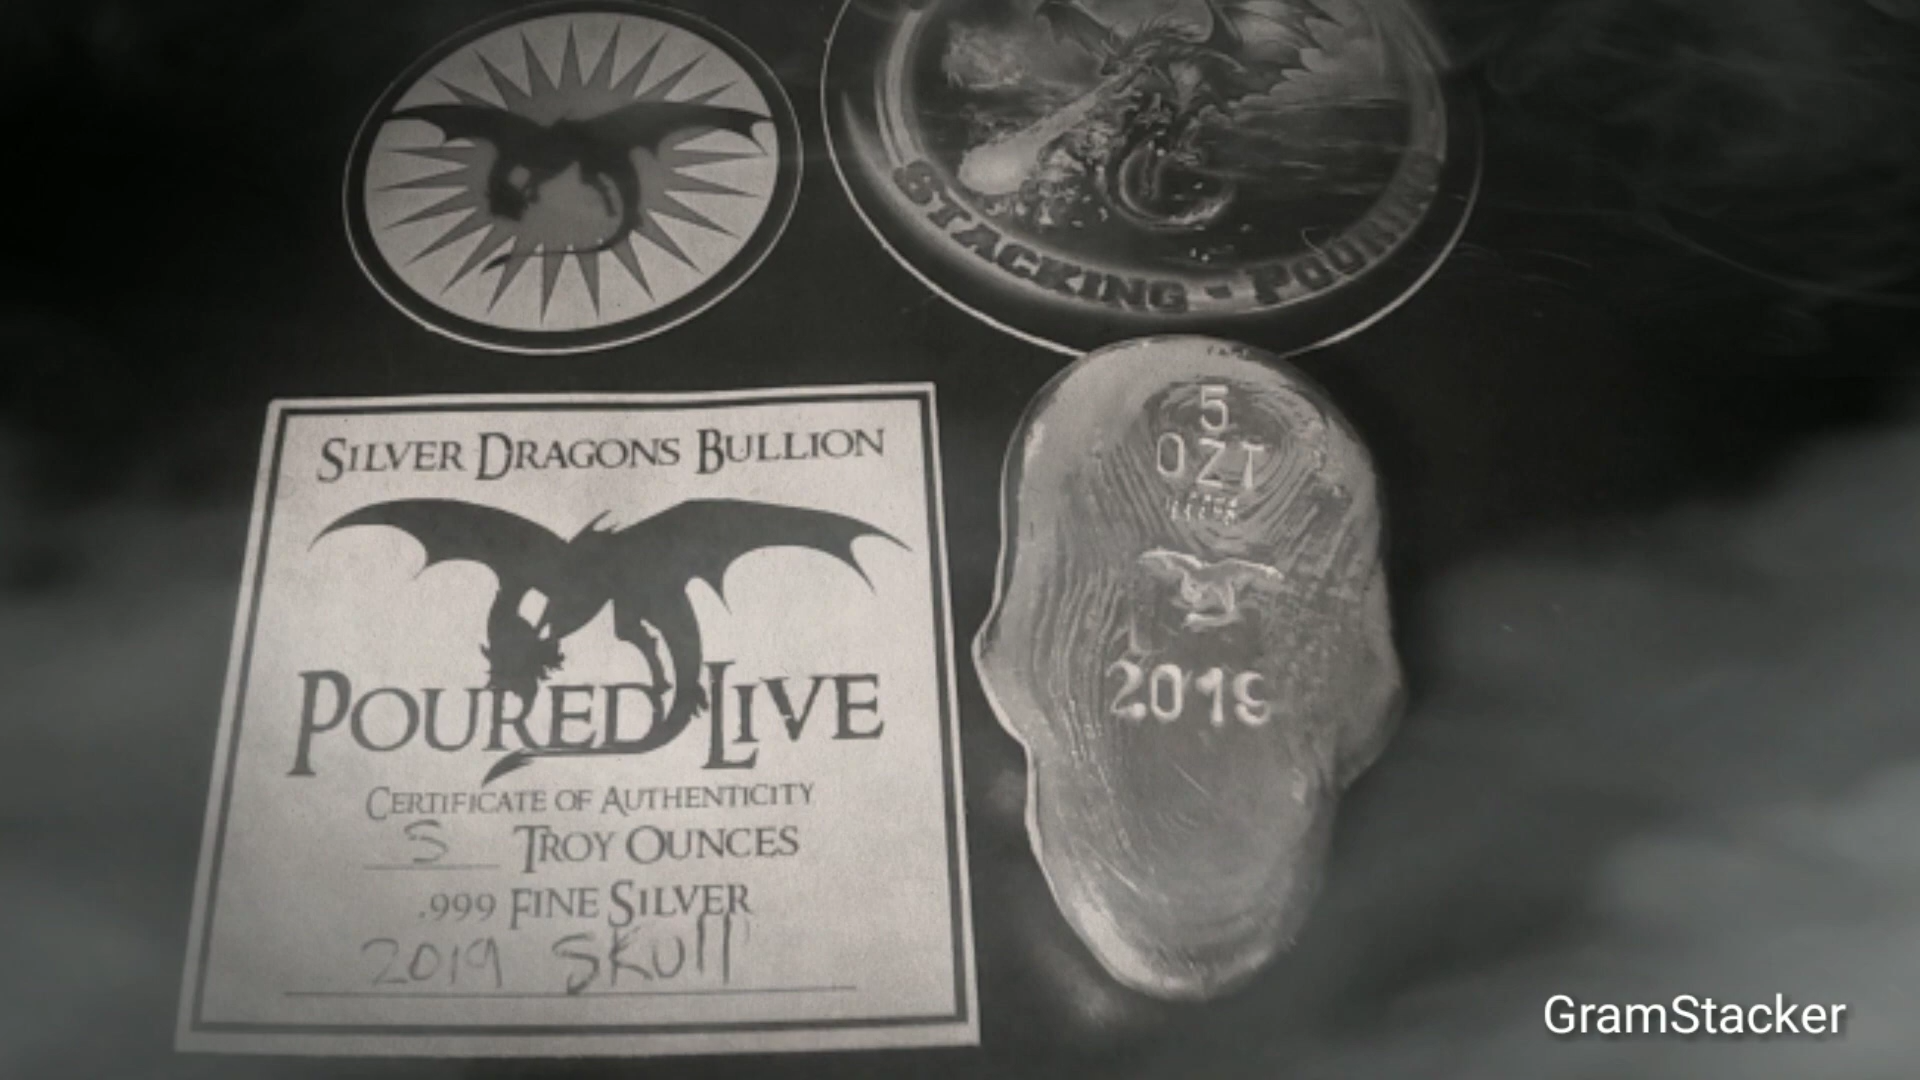 STACKING - POURING
SILVER DRAGONS BULLION
POURED LIVE
CERTIFICATE OF AUTHENTICITY
5 TROY OUNCES
.999 FINE SILVER
2019 Skull
5
OZT
2019
GramStacker